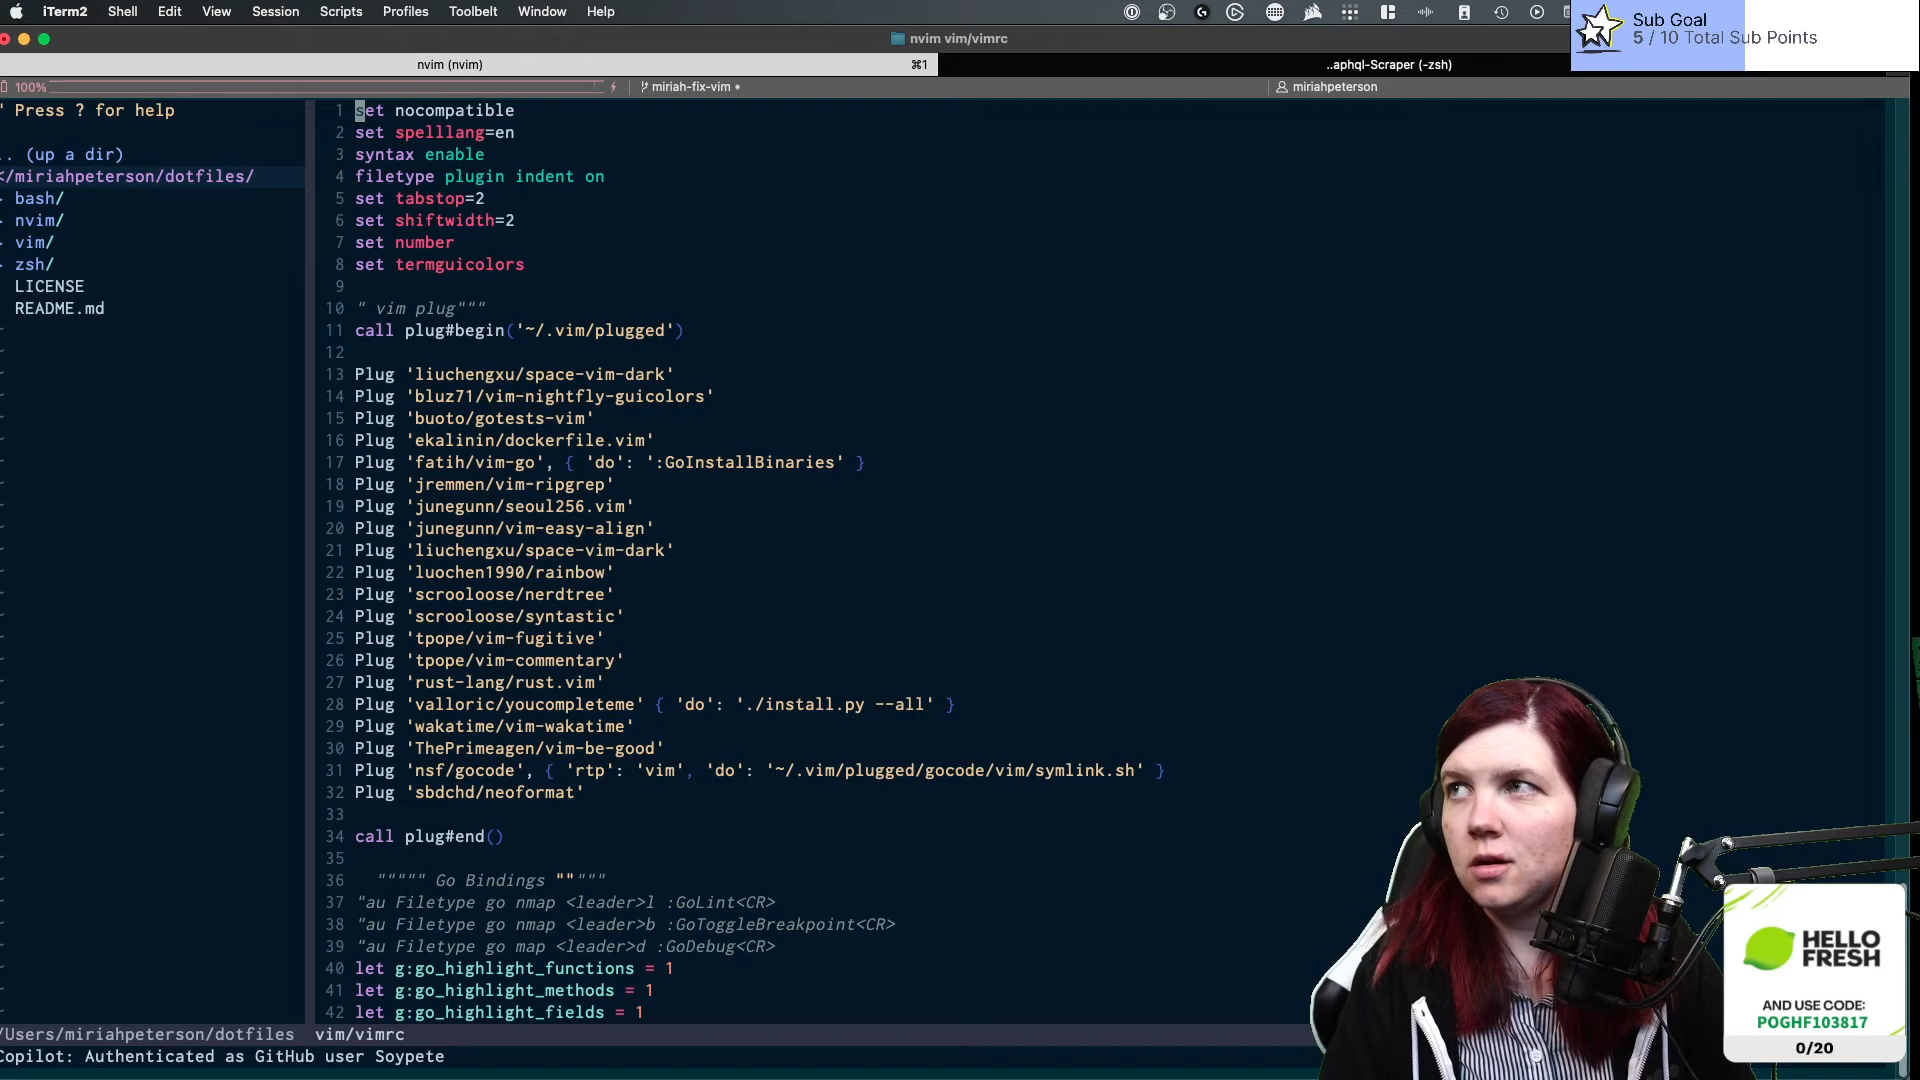 iTerm2 Shell Edit View Session Scripts Profiles Toolbelt Window Help
Sub Goal
5 / 10 Total Sub Points
nvim vim/vimrc
nvim (nvim) ⌘1 ..aphql-Scraper (-zsh)
100% miriah-fix-vim • miriahpeterson
" Press ? for help
.. (up a dir)
</miriahpeterson/dotfiles/
bash/
nvim/
vim/
zsh/
LICENSE
README.md
1 set nocompatible
2 set spelllang=en
3 syntax enable
4 filetype plugin indent on
5 set tabstop=2
6 set shiftwidth=2
7 set number
8 set termguicolors
9
10 " vim plug"""
11 call plug#begin('~/.vim/plugged')
12
13 Plug 'liuchengxu/space-vim-dark'
14 Plug 'bluz71/vim-nightfly-guicolors'
15 Plug 'buoto/gotests-vim'
16 Plug 'ekalinin/dockerfile.vim'
17 Plug 'fatih/vim-go', { 'do': ':GoInstallBinaries' }
18 Plug 'jremmen/vim-ripgrep'
19 Plug 'junegunn/seoul256.vim'
20 Plug 'junegunn/vim-easy-align'
21 Plug 'liuchengxu/space-vim-dark'
22 Plug 'luochen1990/rainbow'
23 Plug 'scrooloose/nerdtree'
24 Plug 'scrooloose/syntastic'
25 Plug 'tpope/vim-fugitive'
26 Plug 'tpope/vim-commentary'
27 Plug 'rust-lang/rust.vim'
28 Plug 'valloric/youcompleteme' { 'do': './install.py --all' }
29 Plug 'wakatime/vim-wakatime'
30 Plug 'ThePrimeagen/vim-be-good'
31 Plug 'nsf/gocode', { 'rtp': 'vim', 'do': '~/.vim/plugged/gocode/vim/symlink.sh' }
32 Plug 'sbdchd/neoformat'
33
34 call plug#end()
35
36 """"" Go Bindings """""
37 "au Filetype go nmap <leader>l :GoLint<CR>
38 "au Filetype go nmap <leader>b :GoToggleBreakpoint<CR>
39 "au Filetype go map <leader>d :GoDebug<CR>
40 let g:go_highlight_functions = 1
41 let g:go_highlight_methods = 1
42 let g:go_highlight_fields = 1
/Users/miriahpeterson/dotfiles vim/vimrc
Copilot: Authenticated as GitHub user Soypete
HELLO
FRESH
AND USE CODE:
POGHF103817
0/20